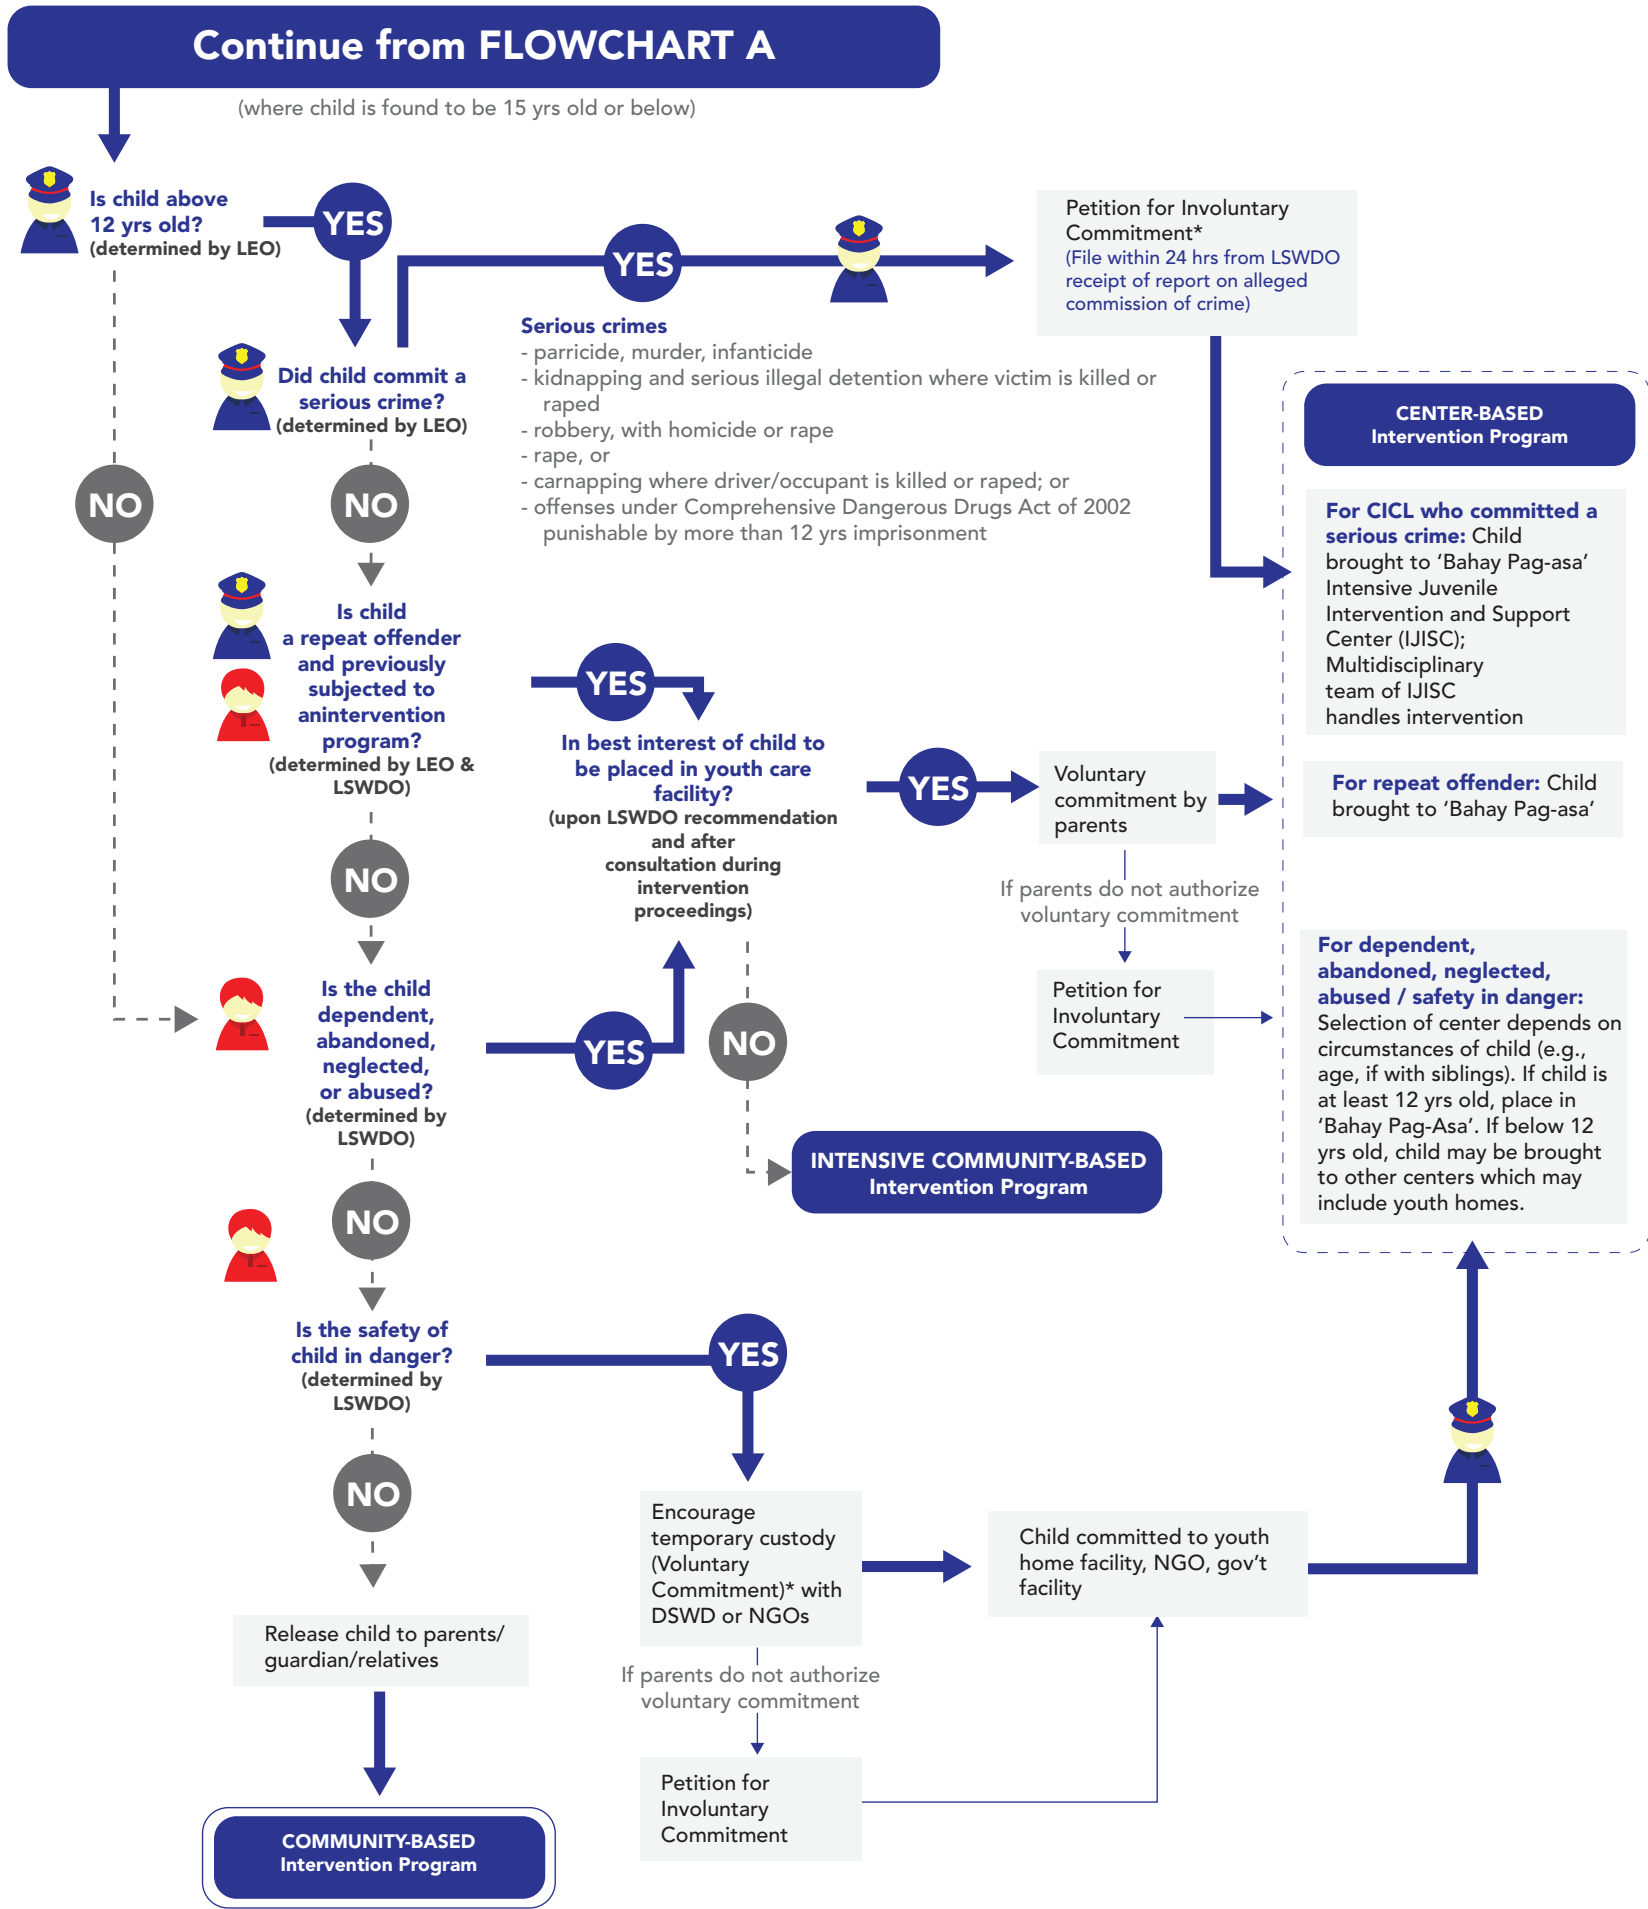 Continue from FLOWCHART A
(where child is found to be 15 yrs old or below)
Is child above
12 yrs old?
(determined by LEO)
YES
NO
Did child commit a
serious crime?
(determined by LEO)
YES
Petition for Involuntary
Commitment*
(File within 24 hrs from LSWDO
receipt of report on alleged
commission of crime)
Serious crimes
- parricide, murder, infanticide
- kidnapping and serious illegal detention where victim is killed or
raped
- robbery, with homicide or rape
- rape, or
- carnapping where driver/occupant is killed or raped; or
- offenses under Comprehensive Dangerous Drugs Act of 2002
punishable by more than 12 yrs imprisonment
NO
CENTER-BASED
Intervention Program
For CICL who committed a
serious crime: Child
brought to ‘Bahay Pag-asa’
Intensive Juvenile
Intervention and Support
Center (IJISC);
Multidisciplinary
team of IJISC
handles intervention
For repeat offender: Child
brought to ‘Bahay Pag-asa’
For dependent,
abandoned, neglected,
abused / safety in danger:
Selection of center depends on
circumstances of child (e.g.,
age, if with siblings). If child is
at least 12 yrs old, place in
‘Bahay Pag-Asa’. If below 12
yrs old, child may be brought
to other centers which may
include youth homes.
Is child
a repeat offender
and previously
subjected to
anintervention
program?
(determined by LEO &
LSWDO)
YES
NO
In best interest of child to
be placed in youth care
facility?
(upon LSWDO recommendation
and after
consultation during
intervention
proceedings)
YES
Voluntary
commitment by
parents
If parents do not authorize
voluntary commitment
Petition for
Involuntary
Commitment
NO
INTENSIVE COMMUNITY-BASED
Intervention Program
Is the child
dependent,
abandoned,
neglected,
or abused?
(determined by
LSWDO)
YES
NO
Is the safety of
child in danger?
(determined by
LSWDO)
YES
NO
Encourage
temporary custody
(Voluntary
Commitment)* with
DSWD or NGOs
Child committed to youth
home facility, NGO, gov’t
facility
If parents do not authorize
voluntary commitment
Petition for
Involuntary
Commitment
Release child to parents/
guardian/relatives
COMMUNITY-BASED
Intervention Program